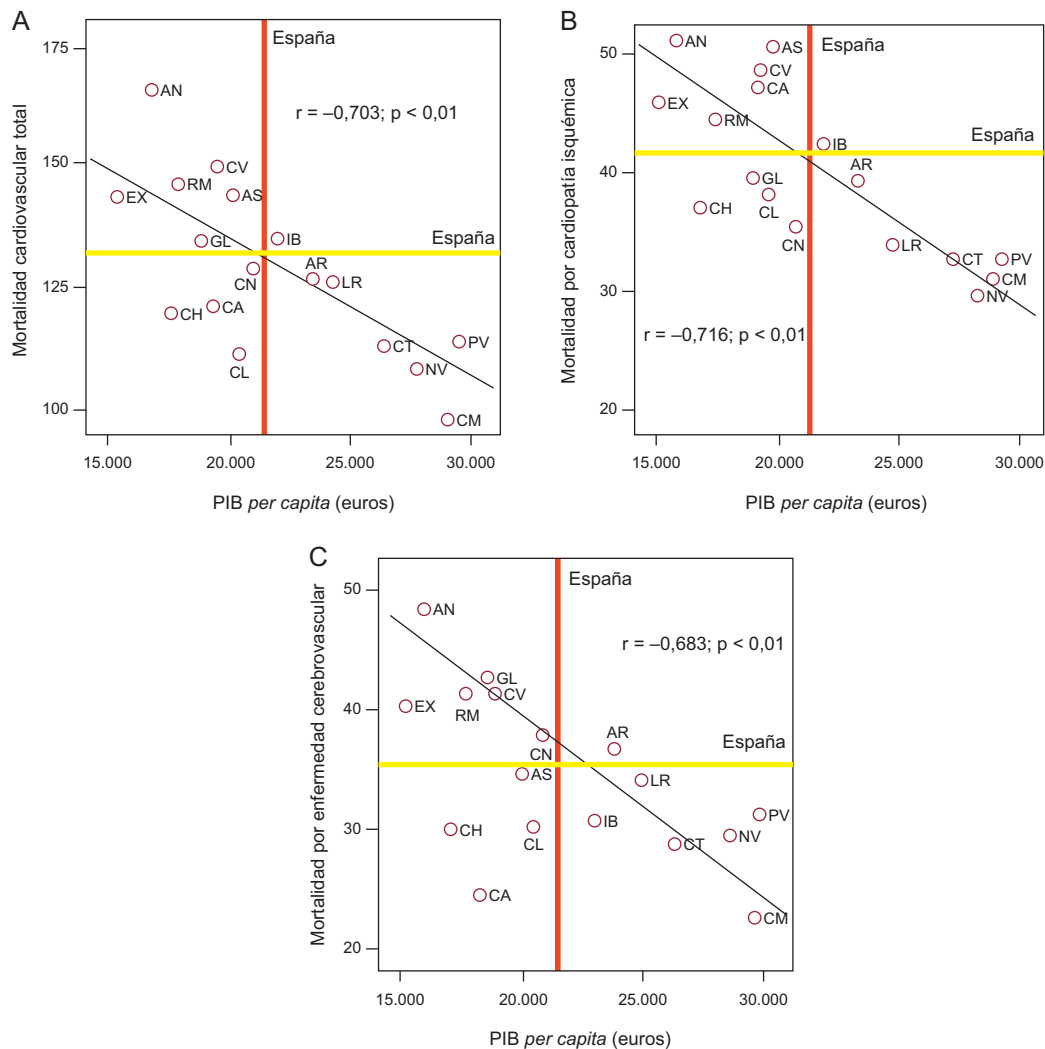 A
Mortalidad cardiovascular total
175
150
125
100
España
AN
r = –0,703; p < 0,01
CV
RM
AS
EX
España
GL
IB
CN
AR
LR
CH
CA
CL
CT
PV
NV
CM
15.000
20.000
25.000
30.000
PIB per capita (euros)
B
Mortalidad por cardiopatía isquémica
50
40
30
20
AN
AS
España
CV
CA
EX
RM
España
IB
AR
GL
CH
CL
CN
LR
CT
PV
CM
NV
r = –0,716; p < 0,01
15.000
20.000
25.000
30.000
PIB per capita (euros)
C
Mortalidad por enfermedad cerebrovascular
50
40
30
20
España
AN
r = –0,683; p < 0,01
GL
CV
EX
RM
AR
España
CN
AS
LR
CH
CL
IB
PV
NV
CT
CA
CM
15.000
20.000
25.000
30.000
PIB per capita (euros)